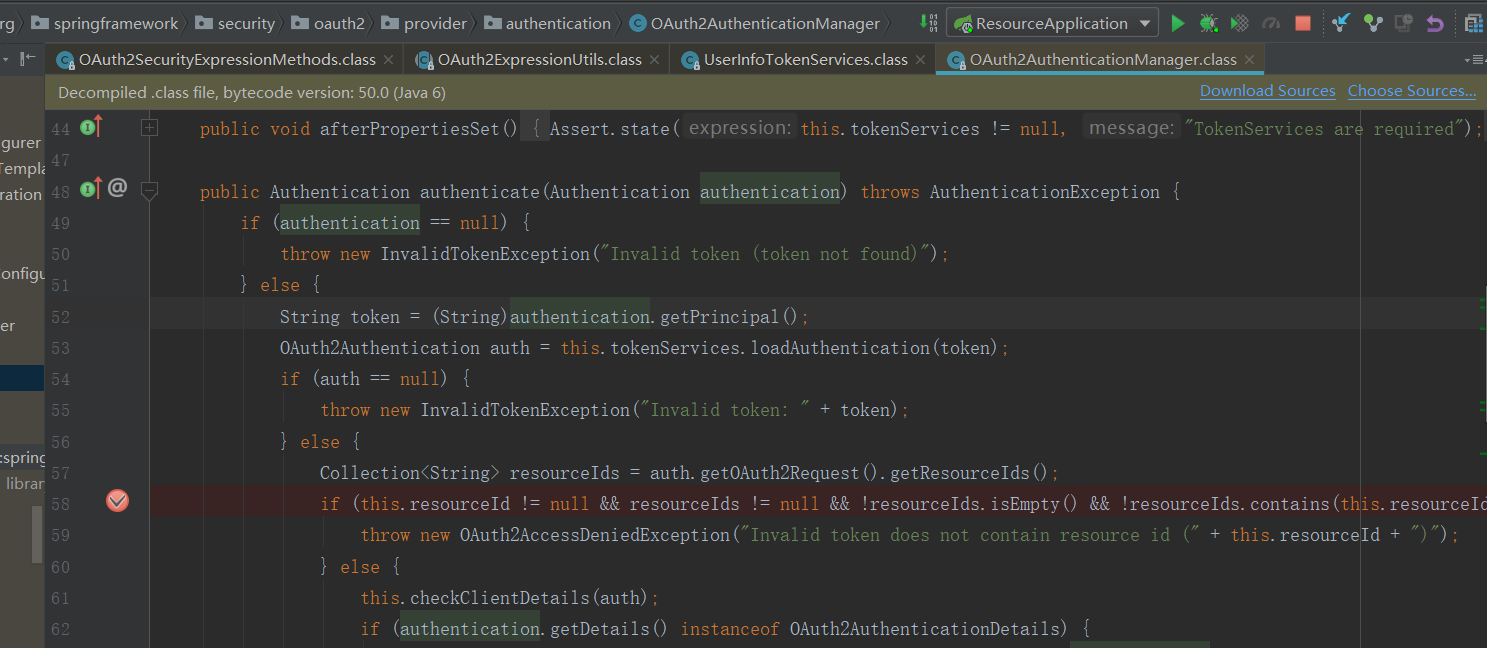 rg springframework security oauth2 provider authentication OAuth2AuthenticationManager ResourceApplication
OAuth2SecurityExpressionMethods.class OAuth2ExpressionUtils.class UserInfoTokenServices.class OAuth2AuthenticationManager.class
Decompiled .class file, bytecode version: 50.0 (Java 6) Download Sources Choose Sources...
44 public void afterPropertiesSet() { Assert.state( expression: this.tokenServices != null, message: "TokenServices are required");
gurer
47
Templa
48 @ public Authentication authenticate(Authentication authentication) throws AuthenticationException {
ration
49 if (authentication == null) {
50 throw new InvalidTokenException("Invalid token (token not found)");
onfigu
51 } else {
52 String token = (String)authentication.getPrincipal();
er
53 OAuth2Authentication auth = this.tokenServices.loadAuthentication(token);
54 if (auth == null) {
55 throw new InvalidTokenException("Invalid token: " + token);
56 } else {
:spring
57 Collection<String> resourceIds = auth.getOAuth2Request().getResourceIds();
librar
58 if (this.resourceId != null && resourceIds != null && !resourceIds.isEmpty() && !resourceIds.contains(this.resourceId
59 throw new OAuth2AccessDeniedException("Invalid token does not contain resource id (" + this.resourceId + ")");
60 } else {
61 this.checkClientDetails(auth);
62 if (authentication.getDetails() instanceof OAuth2AuthenticationDetails) {